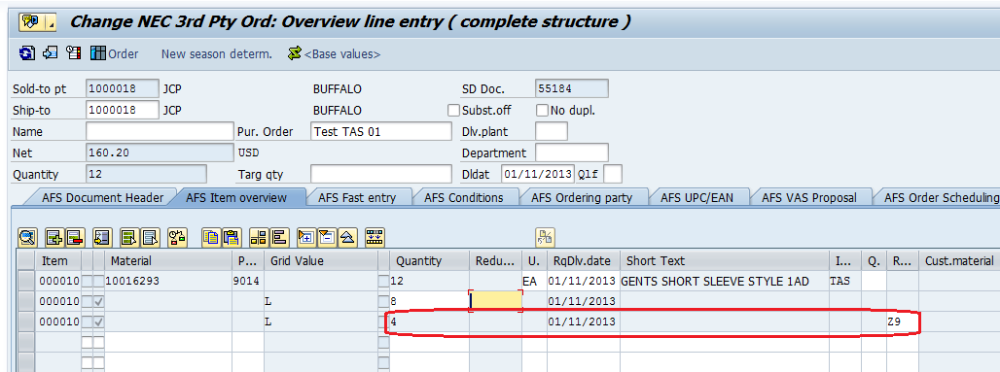 Change NEC 3rd Pty Ord: Overview line entry ( complete structure )
Order New season determ. <Base values>
Sold-to pt 1000018 JCP BUFFALO SD Doc. 55184
Ship-to 1000018 JCP BUFFALO Subst.off No dupl.
Name Pur. Order Test TAS 01 Dlv.plant
Net 160.20 USD Department
Quantity 12 Targ qty Dldat 01/11/2013 Qlf
AFS Document Header AFS Item overview AFS Fast entry AFS Conditions AFS Ordering party AFS UPC/EAN AFS VAS Proposal AFS Order Scheduling
Item Material P... Grid Value Quantity Redu... U. RqDlv.date Short Text I... Q. R... Cust.material
000010 10016293 9014 12 EA 01/11/2013 GENTS SHORT SLEEVE STYLE 1AD TAS
000010 L 8 01/11/2013
000010 L 4 01/11/2013 Z9